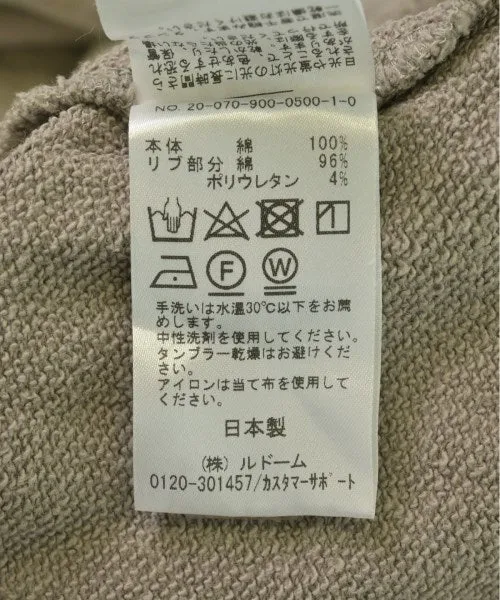 NO. 20-070-900-0500-1-0
本体 綿 100%
リブ部分 綿 96%
ポリウレタン 4%
F W
手洗いは水温30℃以下をお薦
めします。
中性洗剤を使用してください。
タンブラー乾燥はお避けくださ
い。
アイロンは当て布を使用して
ください。
日本製
(株) ルドーム
0120-301457/カスタマーサポート